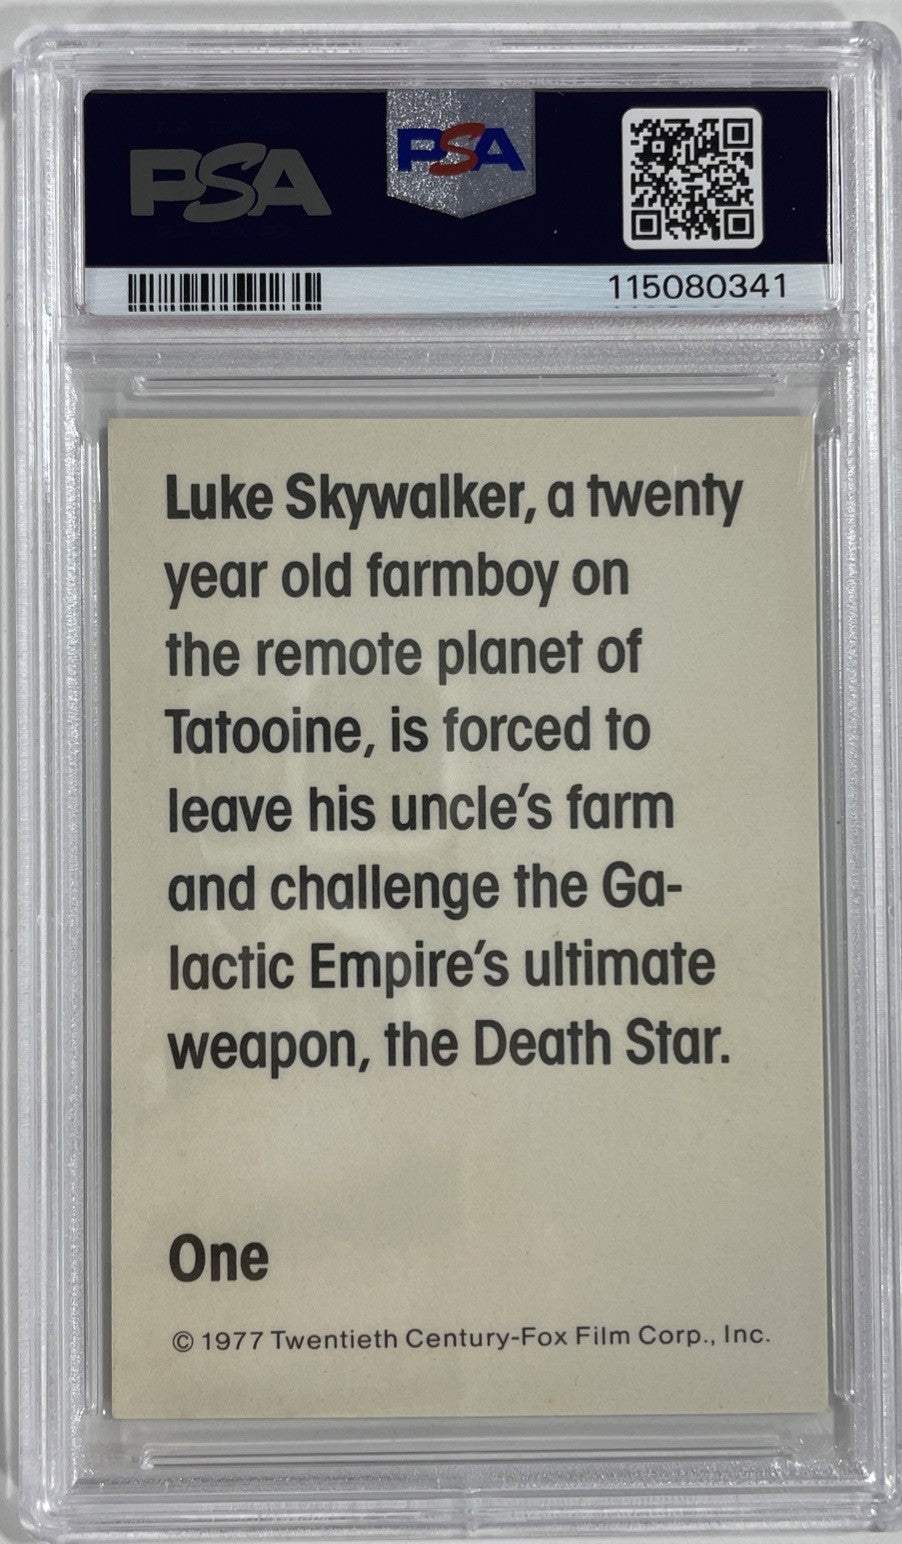 PSA
PSA
115080341
Luke Skywalker, a twenty
year old farmboy on
the remote planet of
Tatooine, is forced to
leave his uncle's farm
and challenge the Ga-
lactic Empire's ultimate
weapon, the Death Star.
One
© 1977 Twentieth Century-Fox Film Corp., Inc.